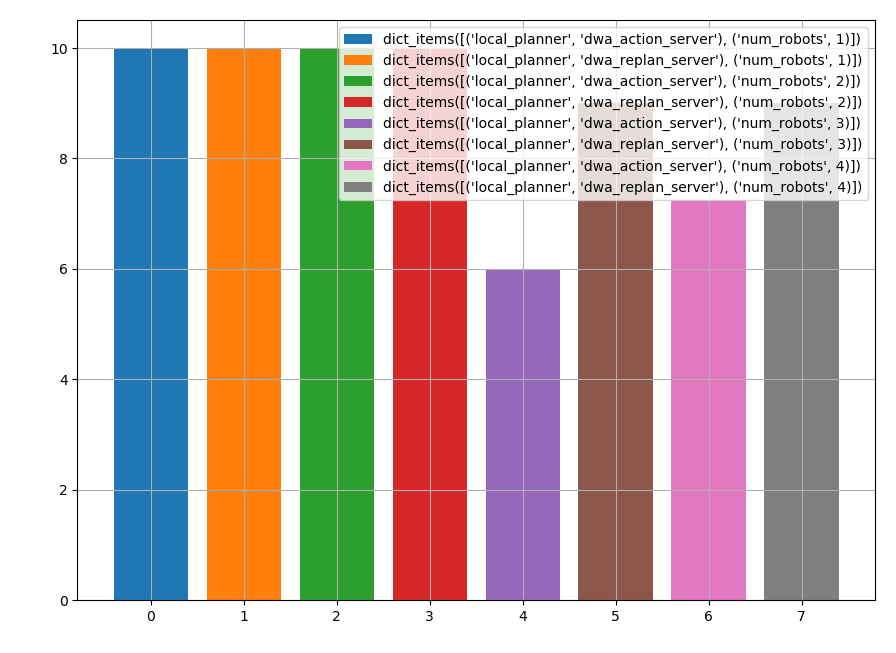 10
8
6
4
2
0
dict_items([('local_planner', 'dwa_action_server'), ('num_robots', 1)])
dict_items([('local_planner', 'dwa_replan_server'), ('num_robots', 1)])
dict_items([('local_planner', 'dwa_action_server'), ('num_robots', 2)])
dict_items([('local_planner', 'dwa_replan_server'), ('num_robots', 2)])
dict_items([('local_planner', 'dwa_action_server'), ('num_robots', 3)])
dict_items([('local_planner', 'dwa_replan_server'), ('num_robots', 3)])
dict_items([('local_planner', 'dwa_action_server'), ('num_robots', 4)])
dict_items([('local_planner', 'dwa_replan_server'), ('num_robots', 4)])
0 1 2 3 4 5 6 7